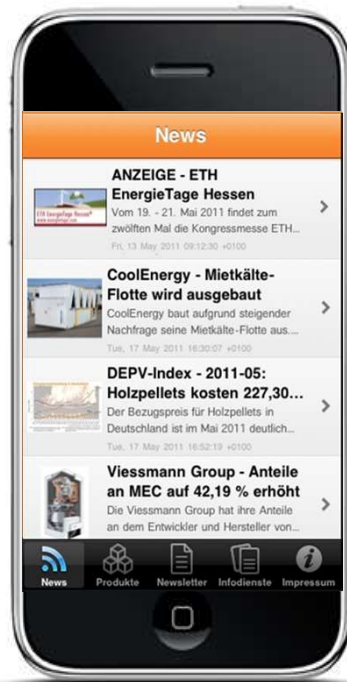 News
ANZEIGE - ETH
EnergieTage Hessen
Vom 19. - 21. Mai 2011 findet zum
zwölften Mal die Kongressmesse ETH...
Fri, 13 May 2011 09:12:30 +0100
ETH EnergieTage Hessen
CoolEnergy - Mietkälte-
Flotte wird ausgebaut
CoolEnergy baut aufgrund steigender
Nachfrage seine Mietkälte-Flotte aus....
Tue, 17 May 2011 16:30:07 +0100
DEPV-Index - 2011-05:
Holzpellets kosten 227,30...
Der Bezugspreis für Holzpellets in
Deutschland ist im Mai 2011 deutlich...
Tue, 17 May 2011 16:52:19 +0100
Viessmann Group - Anteile
an MEC auf 42,19 % erhöht
Die Viessmann Group hat ihre Anteile
an dem Entwickler und Hersteller von...
News Produkte Newsletter Infodienste Impressum